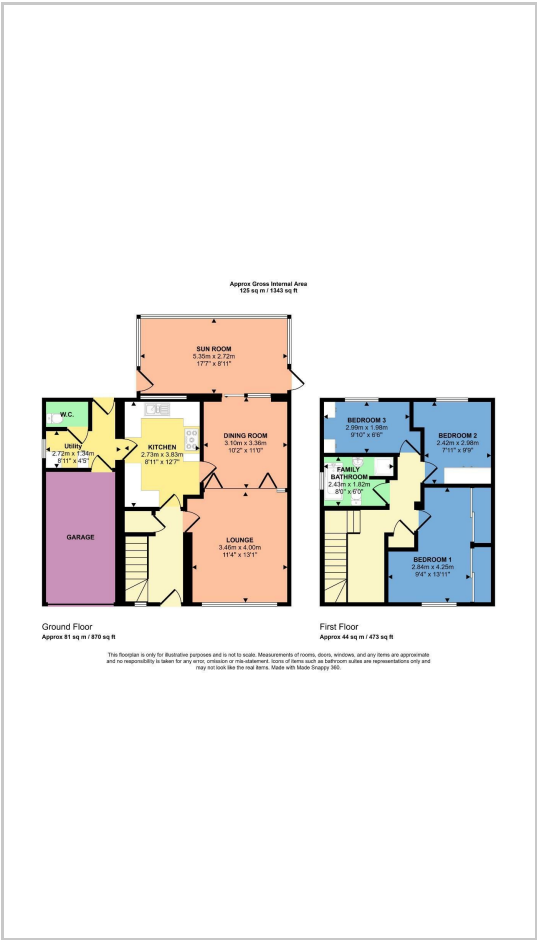 Approx Gross Internal Area
125 sq m / 1343 sq ft
SUN ROOM
5.35m x 2.72m
17'7" x 8'11"
W.C.
Utility
2.72m x 1.34m
8'11" x 4'5"
KITCHEN
2.73m x 3.83m
8'11" x 12'7"
DINING ROOM
3.10m x 3.36m
10'2" x 11'0"
GARAGE
LOUNGE
3.46m x 4.00m
11'4" x 13'1"
BEDROOM 3
2.99m x 1.98m
9'10" x 6'6"
BEDROOM 2
2.42m x 2.98m
7'11" x 9'9"
FAMILY
BATHROOM
2.43m x 1.82m
8'0" x 6'0"
BEDROOM 1
2.84m x 4.25m
9'4" x 13'11"
Ground Floor
Approx 81 sq m / 870 sq ft
First Floor
Approx 44 sq m / 473 sq ft
This floorplan is only for illustrative purposes and is not to scale. Measurements of rooms, doors, windows, and any items are approximate
and no responsibility is taken for any error, omission or mis-statement. Icons of items such as bathroom suites are representations only and
may not look like the real items. Made with Made Snappy 360.